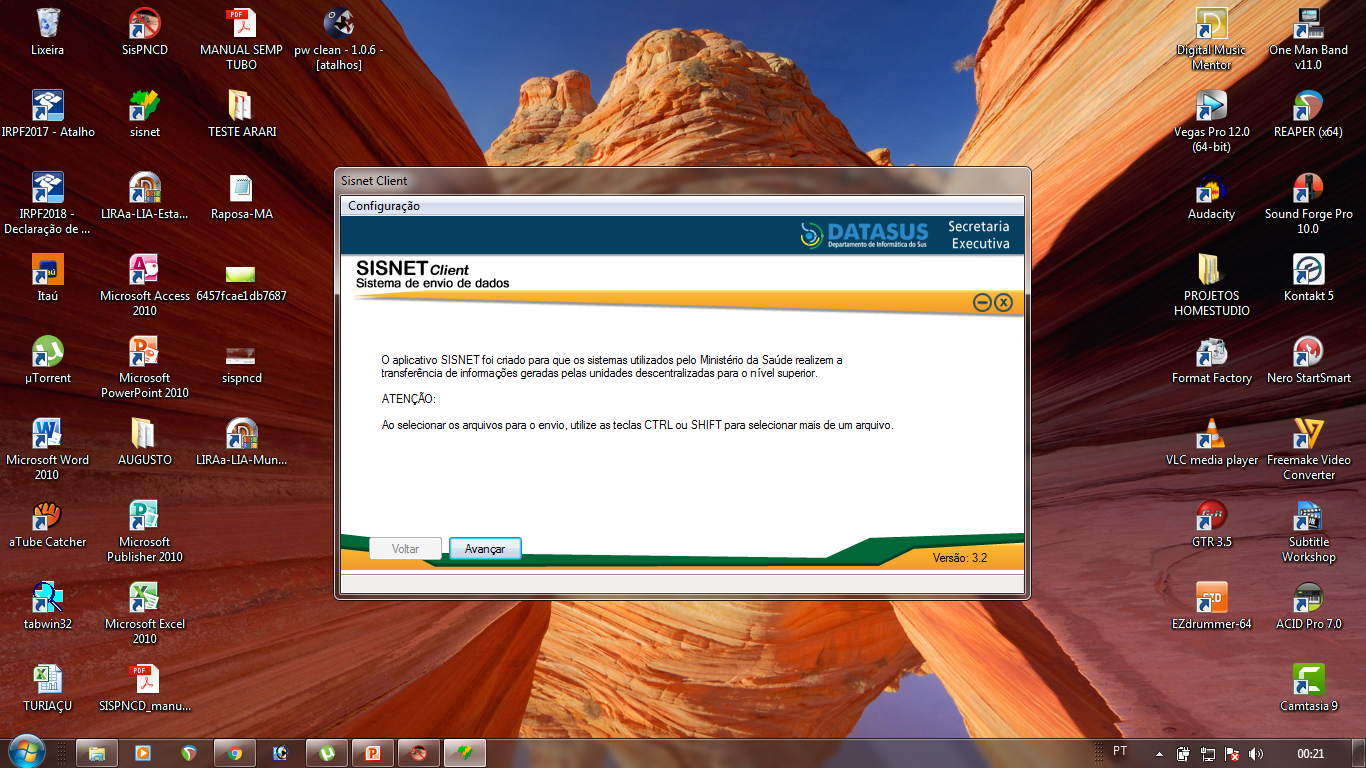 Lixeira
SisPNCD
MANUAL SEMP
TUBO
pw clean - 1.0.6 -
[atalhos]
Digital Music
Mentor
One Man Band
v11.0
IRPF2017 - Atalho
sisnet
TESTE ARARI
Vegas Pro 12.0
(64-bit)
REAPER (x64)
IRPF2018 -
Declaração de ...
LIRAa-LIA-Esta...
Raposa-MA
Audacity
Sound Forge Pro
10.0
Itaú
Microsoft Access
2010
6457fcae1db7687
PROJETOS
HOMESTUDIO
Kontakt 5
µTorrent
Microsoft
PowerPoint 2010
sispncd
Format Factory
Nero StartSmart
Microsoft Word
2010
AUGUSTO
LIRAa-LIA-Mun...
VLC media player
Freemake Video
Converter
aTube Catcher
Microsoft
Publisher 2010
GTR 3.5
Subtitle
Workshop
tabwin32
Microsoft Excel
2010
EZdrummer-64
ACID Pro 7.0
TURIAÇU
SISPNCD_manu...
Camtasia 9
Sisnet Client
Configuração
DATASUS
Departamento de Informática do Sus
Secretaria
Executiva
SISNET Client
Sistema de envio de dados
O aplicativo SISNET foi criado para que os sistemas utilizados pelo Ministério da Saúde realizem a
transferência de informações geradas pelas unidades descentralizadas para o nível superior.
ATENÇÃO:
Ao selecionar os arquivos para o envio, utilize as teclas CTRL ou SHIFT para selecionar mais de um arquivo.
Voltar
Avançar
Versão: 3.2
PT
00:21